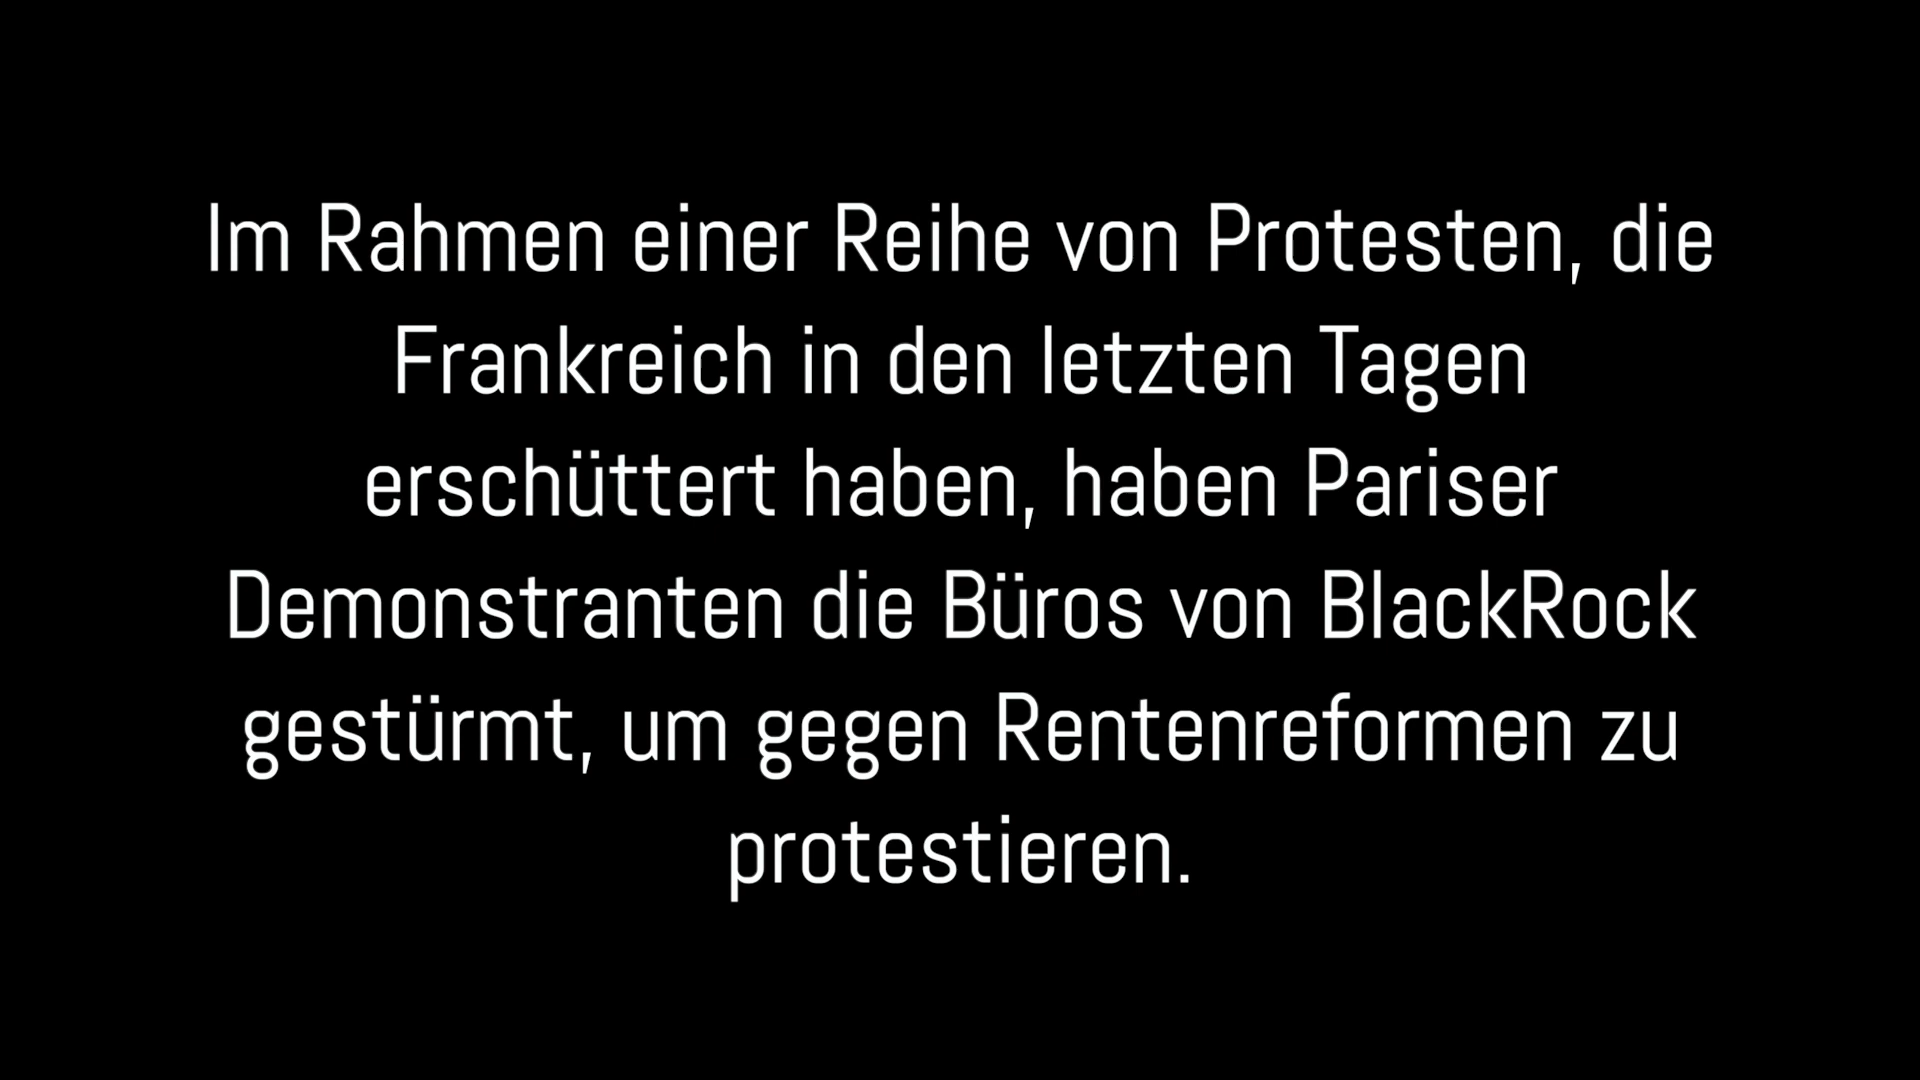 Im Rahmen einer Reihe von Protesten, die
Frankreich in den letzten Tagen
erschüttert haben, haben Pariser
Demonstranten die Büros von BlackRock
gestürmt, um gegen Rentenreformen zu
protestieren.